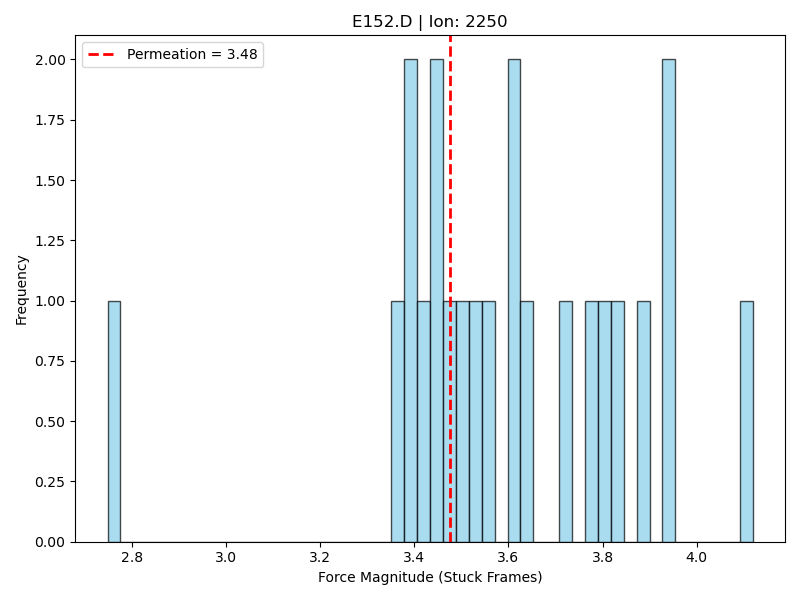 E152.D | Ion: 2250
Permeation = 3.48
2.00
1.75
1.50
1.25
1.00
0.75
0.50
0.25
0.00
Frequency
2.8 3.0 3.2 3.4 3.6 3.8 4.0
Force Magnitude (Stuck Frames)